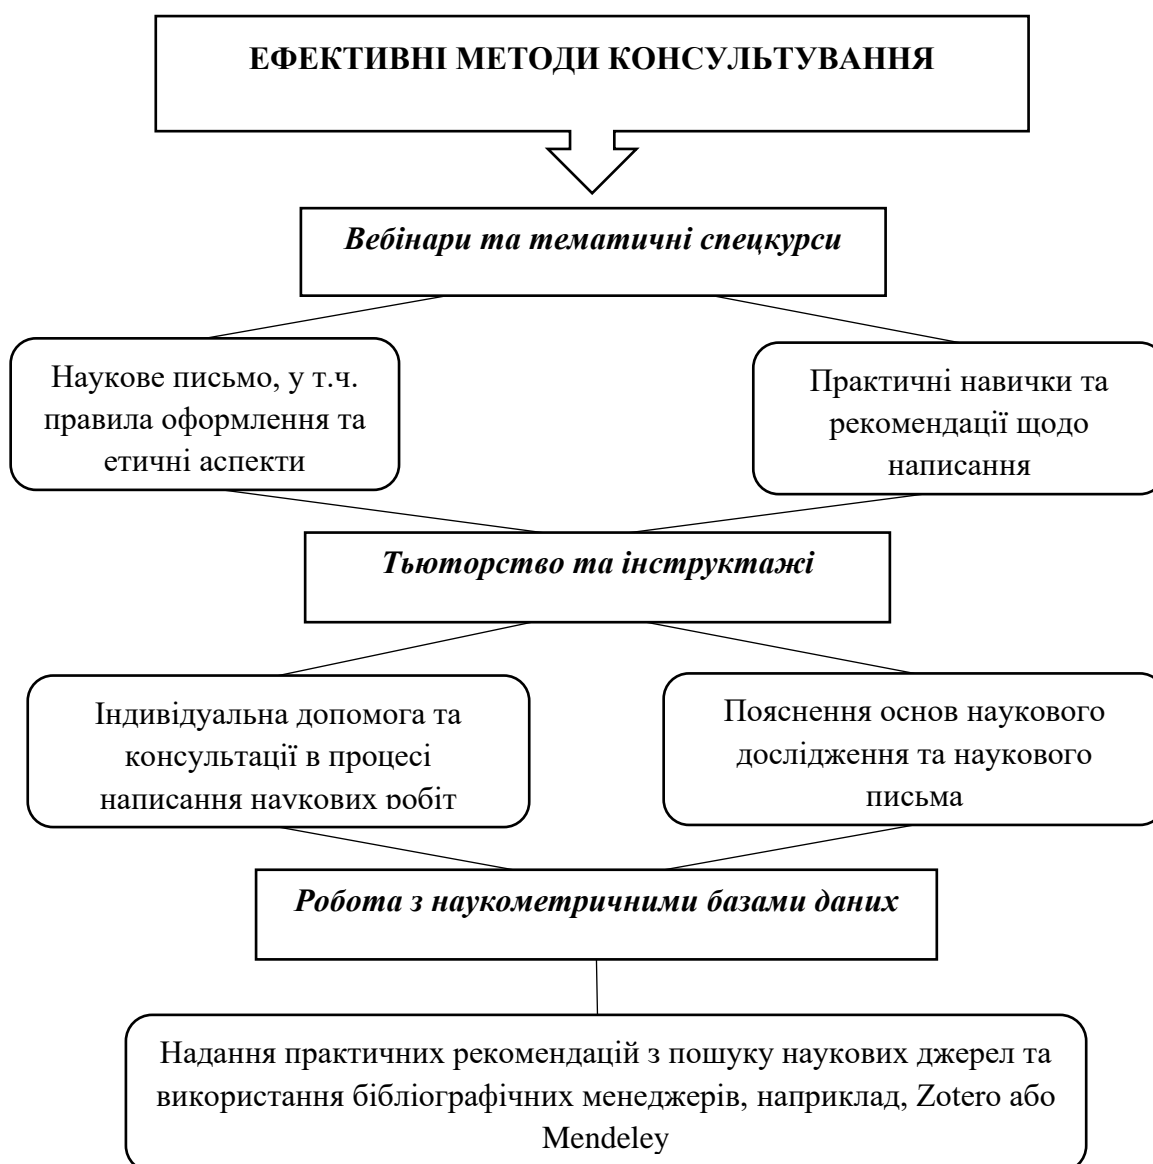 ЕФЕКТИВНІ МЕТОДИ КОНСУЛЬТУВАННЯ
Вебінари та тематичні спецкурси
Наукове письмо, у т.ч.
правила оформлення та
етичні аспекти
Практичні навички та
рекомендації щодо
написання
Тьюторство та інструктажі
Індивідуальна допомога та
консультації в процесі
написання наукових робіт
Пояснення основ наукового
дослідження та наукового
письма
Робота з наукометричними базами даних
Надання практичних рекомендацій з пошуку наукових джерел та
використання бібліографічних менеджерів, наприклад, Zotero або
Mendeley